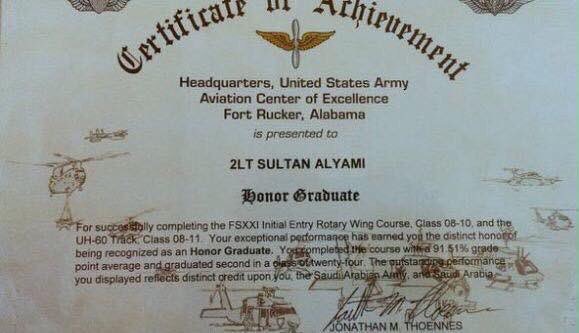 Certificate of Achievement
Headquarters, United States Army
Aviation Center of Excellence
Fort Rucker, Alabama
is presented to
2LT SULTAN ALYAMI
Honor Graduate
For successfully completing the FSXXI Initial Entry Rotary Wing Course, Class 08-10, and the
UH-60 Track, Class 08-11. Your exceptional performance has earned you the distinct honor of
being recognized as an Honor Graduate. You completed the course with a 91.51% grade
point average and graduated second in a class of twenty-four. The outstanding performance
you displayed reflects distinct credit upon you, the Saudi Arabian Army, and Saudi Arabia.
JONATHAN M. THOENNES